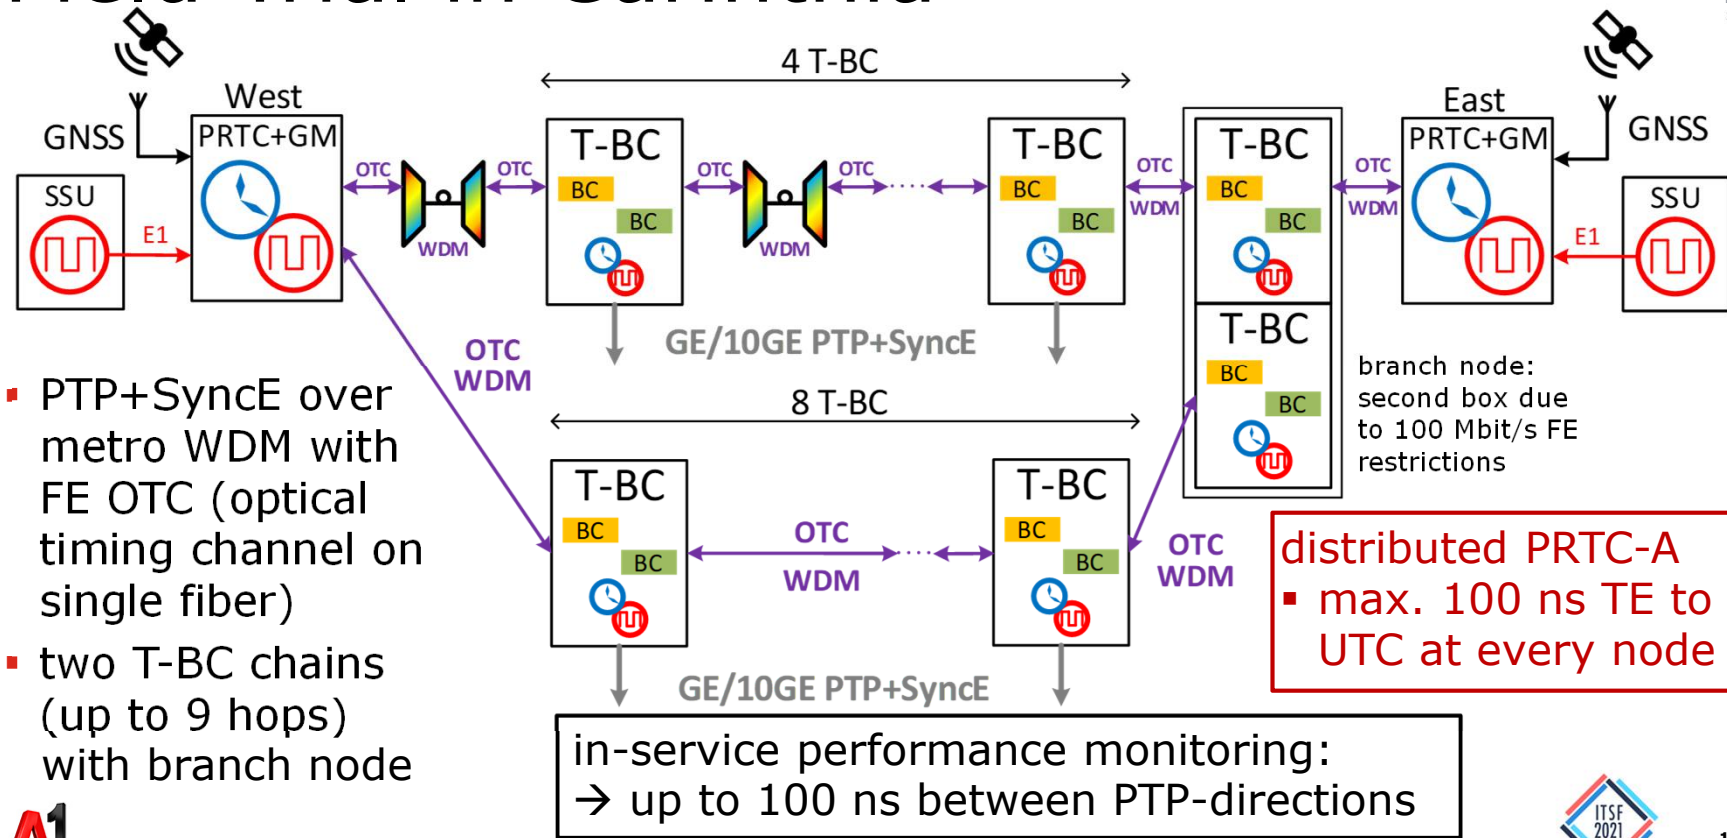 Field Trial in Carinthia
4 T-BC
West
East
GNSS
PRTC+GM
T-BC
T-BC
T-BC
PRTC+GM
GNSS
OTC
OTC
OTC
OTC
OTC
OTC
SSU
BC
BC
BC
SSU
WDM
WDM
BC
BC
BC
E1
E1
WDM
WDM
T-BC
GE/10GE PTP+SyncE
OTC
WDM
BC
BC
branch node:
second box due
to 100 Mbit/s FE
restrictions
8 T-BC
▪ PTP+SyncE over
metro WDM with
FE OTC (optical
timing channel on
single fiber)
▪ two T-BC chains
(up to 9 hops)
with branch node
T-BC
T-BC
BC
BC
OTC
WDM
BC
BC
OTC
WDM
distributed PRTC-A
▪ max. 100 ns TE to
UTC at every node
GE/10GE PTP+SyncE
in-service performance monitoring:
→ up to 100 ns between PTP-directions
A1
ITSF
2021